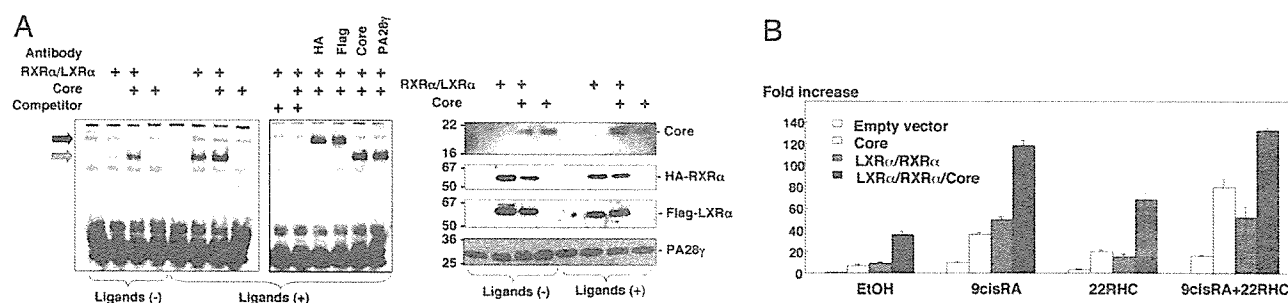 A
Antibody
HA
Flag
Core
PA28γ
RXRα/LXRα + + + + + + + + + +
Core + + + + + + + + + +
Competitor + +
Ligands (-)
Ligands (+)
RXRα/LXRα + + + +
Core + + + +
22
16
Core
67
50
HA-RXRα
67
50
Flag-LXRα
36
25
PA28γ
Ligands (-)
Ligands (+)
B
Fold increase
140
120
100
80
60
40
20
0
Empty vector
Core
LXRα/RXRα
LXRα/RXRα/Core
EtOH
9cisRA
22RHC
9cisRA+22RHC